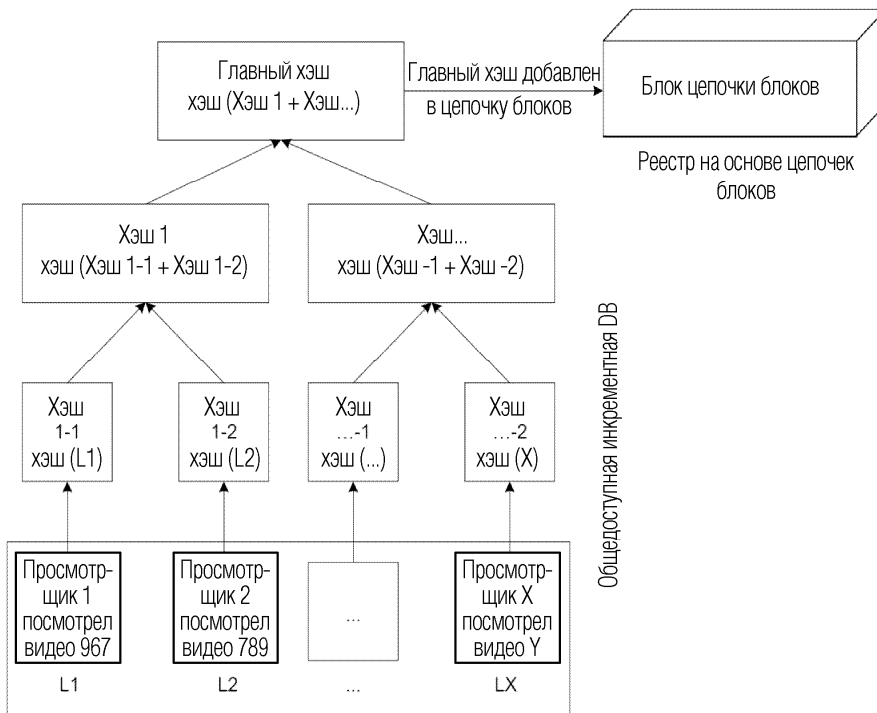 Главный хэш
хэш (Хэш 1 + Хэш...)
Главный хэш добавлен
в цепочку блоков
Блок цепочки блоков
Реестр на основе цепочек
блоков
Хэш 1
хэш (Хэш 1-1 + Хэш 1-2)
Хэш...
хэш (Хэш -1 + Хэш -2)
Общедоступная инкрементная DB
Хэш
1-1
хэш (L1)
Хэш
1-2
хэш (L2)
Хэш
...-1
хэш (...)
Хэш
...-2
хэш (X)
Просмотр-
щик 1
посмотрел
видео 967
Просмотр-
щик 2
посмотрел
видео 789
...
Просмотр-
щик X
посмотрел
видео Y
L1
L2
...
LX